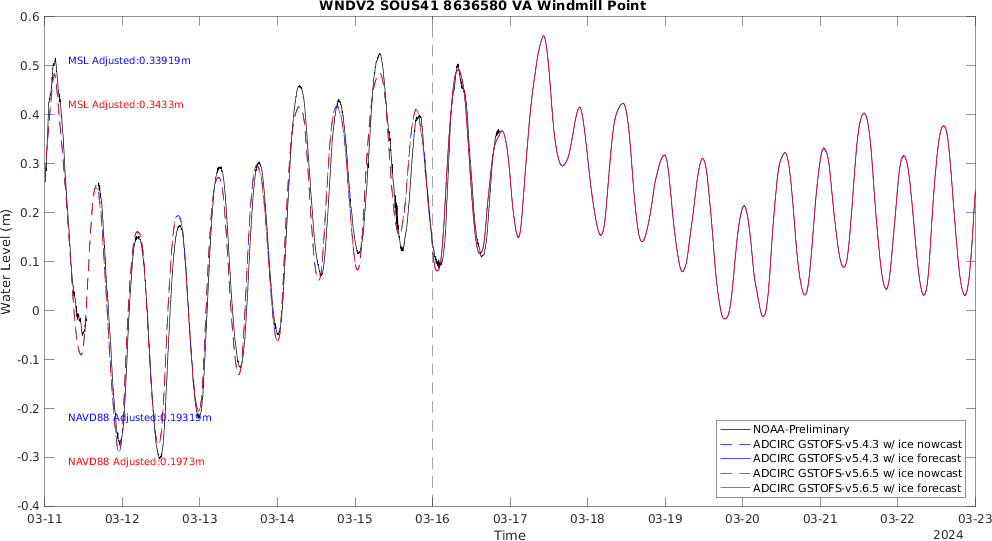 WNDV2 SOUS41 8636580 VA Windmill Point
0.6
0.5
0.4
0.3
0.2
0.1
0
-0.1
-0.2
-0.3
-0.4
Water Level (m)
MSL Adjusted:0.33919m
MSL Adjusted:0.3433m
NAVD88 Adjusted:0.19319m
NAVD88 Adjusted:0.1973m
NOAA-Preliminary
ADCIRC GSTOFS-v5.4.3 w/ ice nowcast
ADCIRC GSTOFS-v5.4.3 w/ ice forecast
ADCIRC GSTOFS-v5.6.5 w/ ice nowcast
ADCIRC GSTOFS-v5.6.5 w/ ice forecast
03-11 03-12 03-13 03-14 03-15 03-16 03-17 03-18 03-19 03-20 03-21 03-22 03-23
Time
2024